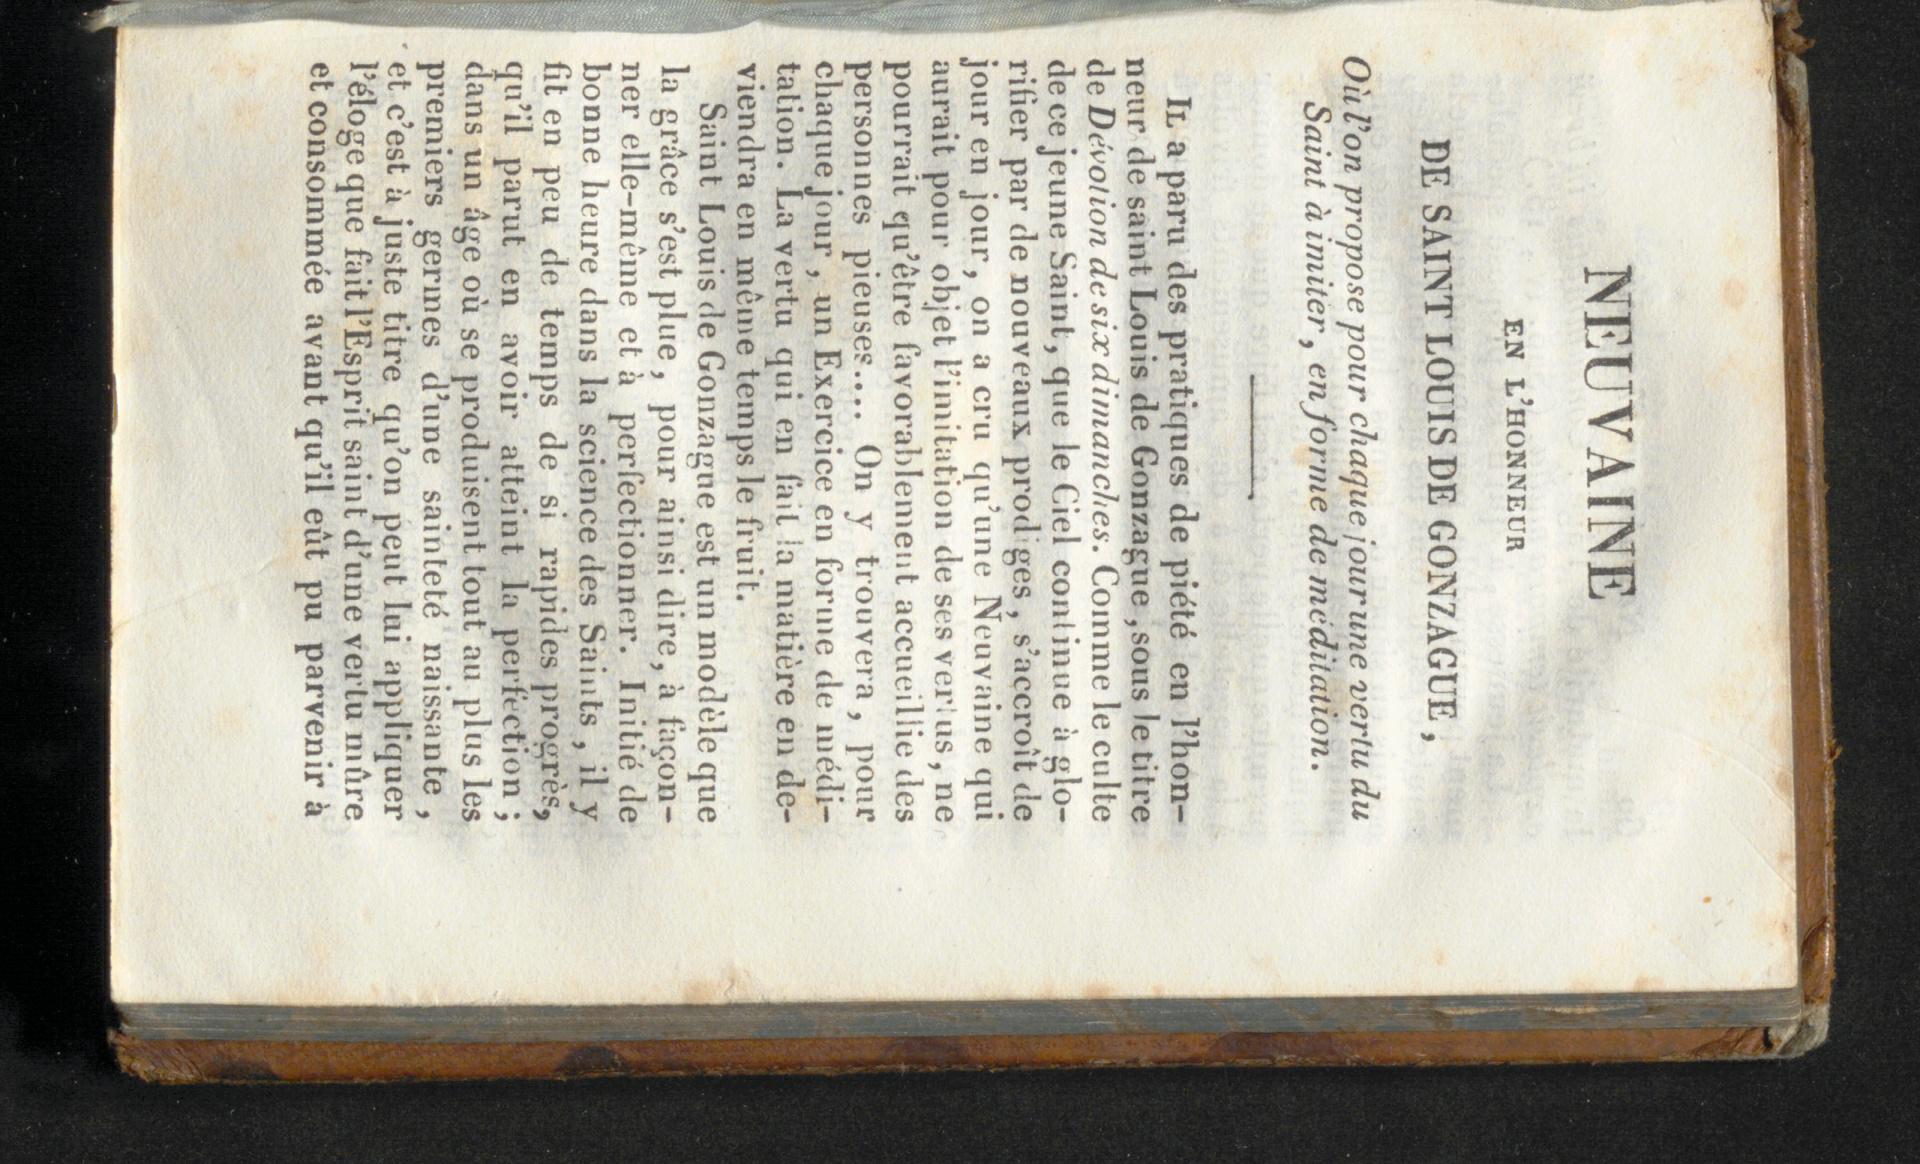 NEUVAINE
EN L'HONNEUR
DE SAINT LOUIS DE GONZAGUE,
Où l'on propose pour chaque jour une vertu du
Saint à imiter, en forme de méditation.
IL a paru des pratiques de piété en l'hon-
neur de saint Louis de Gonzague, sous le titre
de Dévotion de six dimanches. Comme le culte
de ce jeune Saint, que le Ciel continue à glo-
rifier par de nouveaux prodiges, s'accroît de
jour en jour, on a cru qu'une Neuvaine qui
aurait pour objet l'imitation de ses vertus, ne
pourrait qu'être favorablement accueillie des
personnes pieuses.... On y trouvera, pour
chaque jour, un Exercice en forme de médi-
tation. La vertu qui en fait la matière en de-
viendra en même temps le fruit.
Saint Louis de Gonzague est un modèle que
la grâce s'est plue, pour ainsi dire, à façon-
ner elle-même et à perfectionner. Initié de
bonne heure dans la science des Saints, il y
fit en peu de temps de si rapides progrès,
qu'il parut en avoir atteint la perfection;
dans un âge où se produisent tout au plus les
premiers germes d'une sainteté naissante,
et c'est à juste titre qu'on peut lui appliquer
l'éloge que fait l'Esprit saint d'une vertu mûre
et consommée avant qu'il eût pu parvenir à